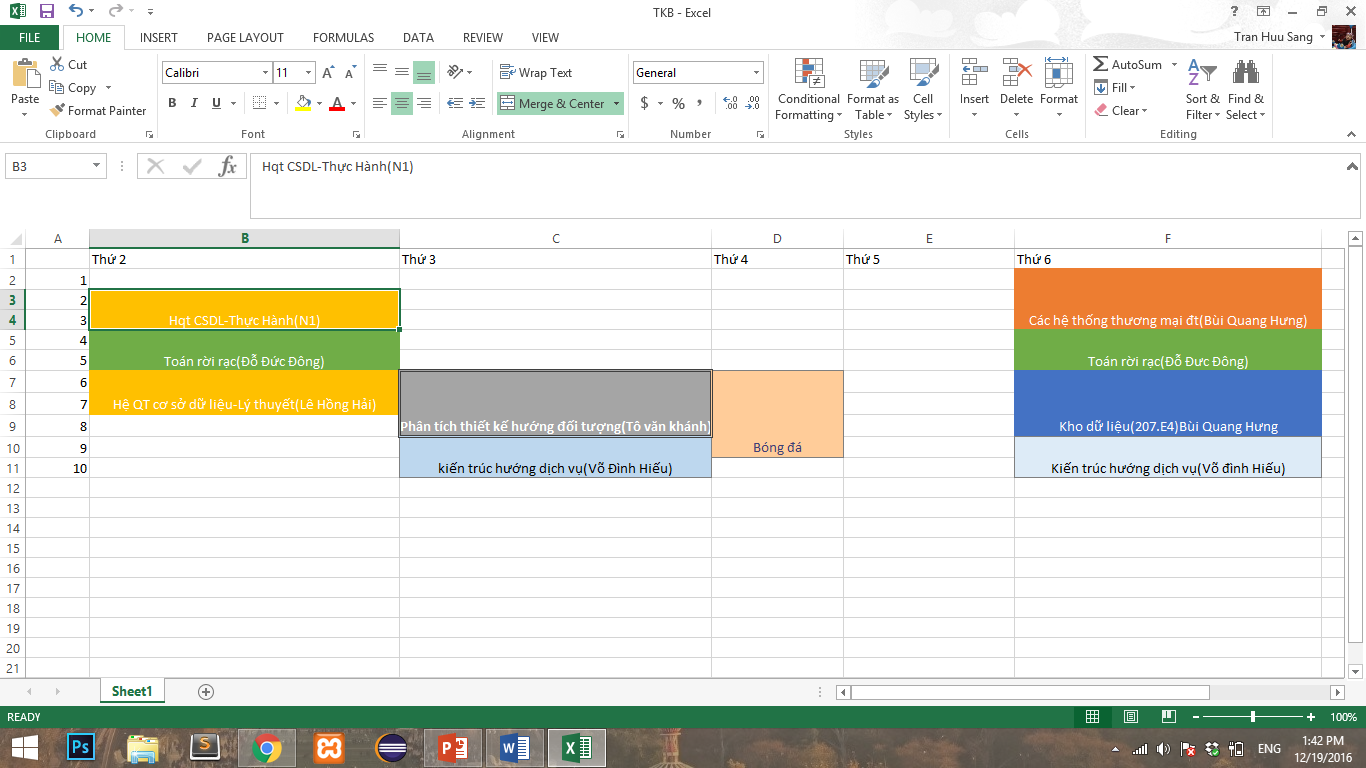 TKB - Excel
FILE HOME INSERT PAGE LAYOUT FORMULAS DATA REVIEW VIEW Tran Huu Sang
Paste Cut Copy Format Painter
Calibri 11 B I U
Wrap Text Merge & Center
General $ %
Conditional Formatting Format as Table Cell Styles
Insert Delete Format
AutoSum Fill Clear Sort & Filter Find & Select
Clipboard Font Alignment Number Styles Cells Editing
B3 fx Hqt CSDL-Thực Hành(N1)
A B C D E F
1 Thứ 2 Thứ 3 Thứ 4 Thứ 5 Thứ 6
2 1
3 2
4 3 Hqt CSDL-Thực Hành(N1) Các hệ thống thương mại đt(Bùi Quang Hưng)
5 4
6 5 Toán rời rạc(Đỗ Đức Đông) Toán rời rạc(Đỗ Đưc Đông)
7 6
8 7 Hệ QT cơ sở dữ liệu-Lý thuyết(Lê Hồng Hải)
9 8 Phân tích thiết kế hướng đối tượng(Tô văn khánh) Kho dữ liệu(207.E4)Bùi Quang Hưng
10 9 Bóng đá
11 10 kiến trúc hướng dịch vụ(Võ Đình Hiếu) Kiến trúc hướng dịch vụ(Võ đình Hiếu)
12
13
14
15
16
17
18
19
20
21
Sheet1
READY 100%
Ps S P W X ENG 1:42 PM
12/19/2016